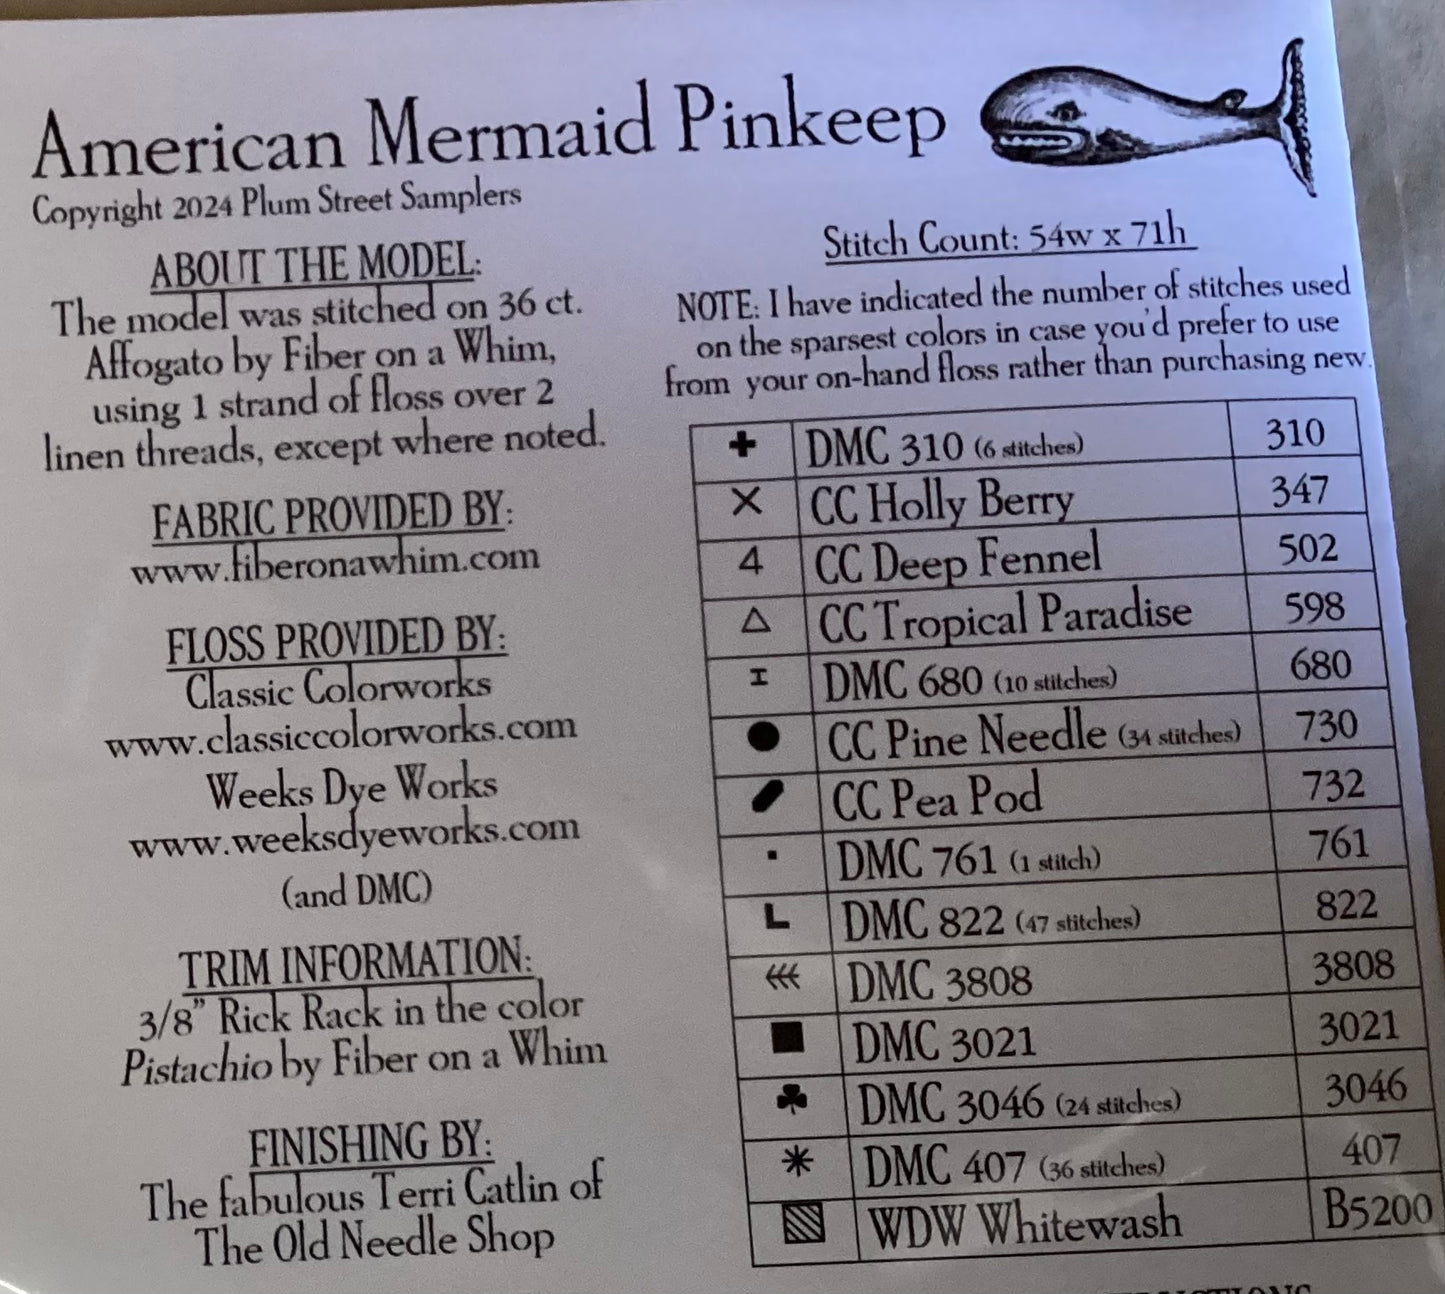 American Mermaid Pinkeep
Copyright 2024 Plum Street Samplers
ABOUT THE MODEL:
The model was stitched on 36 ct.
Affogato by Fiber on a Whim,
using 1 strand of floss over 2
linen threads, except where noted.
FABRIC PROVIDED BY:
www.fiberonawhim.com
FLOSS PROVIDED BY:
Classic Colorworks
www.classiccolorworks.com
Weeks Dye Works
www.weeksdyeworks.com
(and DMC)
TRIM INFORMATION:
3/8" Rick Rack in the color
Pistachio by Fiber on a Whim
FINISHING BY:
The fabulous Terri Catlin of
The Old Needle Shop
Stitch Count: 54w x 71h
NOTE: I have indicated the number of stitches used
on the sparsest colors in case you'd prefer to use
from your on-hand floss rather than purchasing new.
✚ DMC 310 (6 stitches) 310
X CC Holly Berry 347
4 CC Deep Fennel 502
△ CC Tropical Paradise 598
I DMC 680 (10 stitches) 680
● CC Pine Needle (34 stitches) 730
CC Pea Pod 732
▪ DMC 761 (1 stitch) 761
L DMC 822 (47 stitches) 822
DMC 3808 3808
■ DMC 3021 3021
♣ DMC 3046 (24 stitches) 3046
* DMC 407 (36 stitches) 407
▧ WDW Whitewash B5200